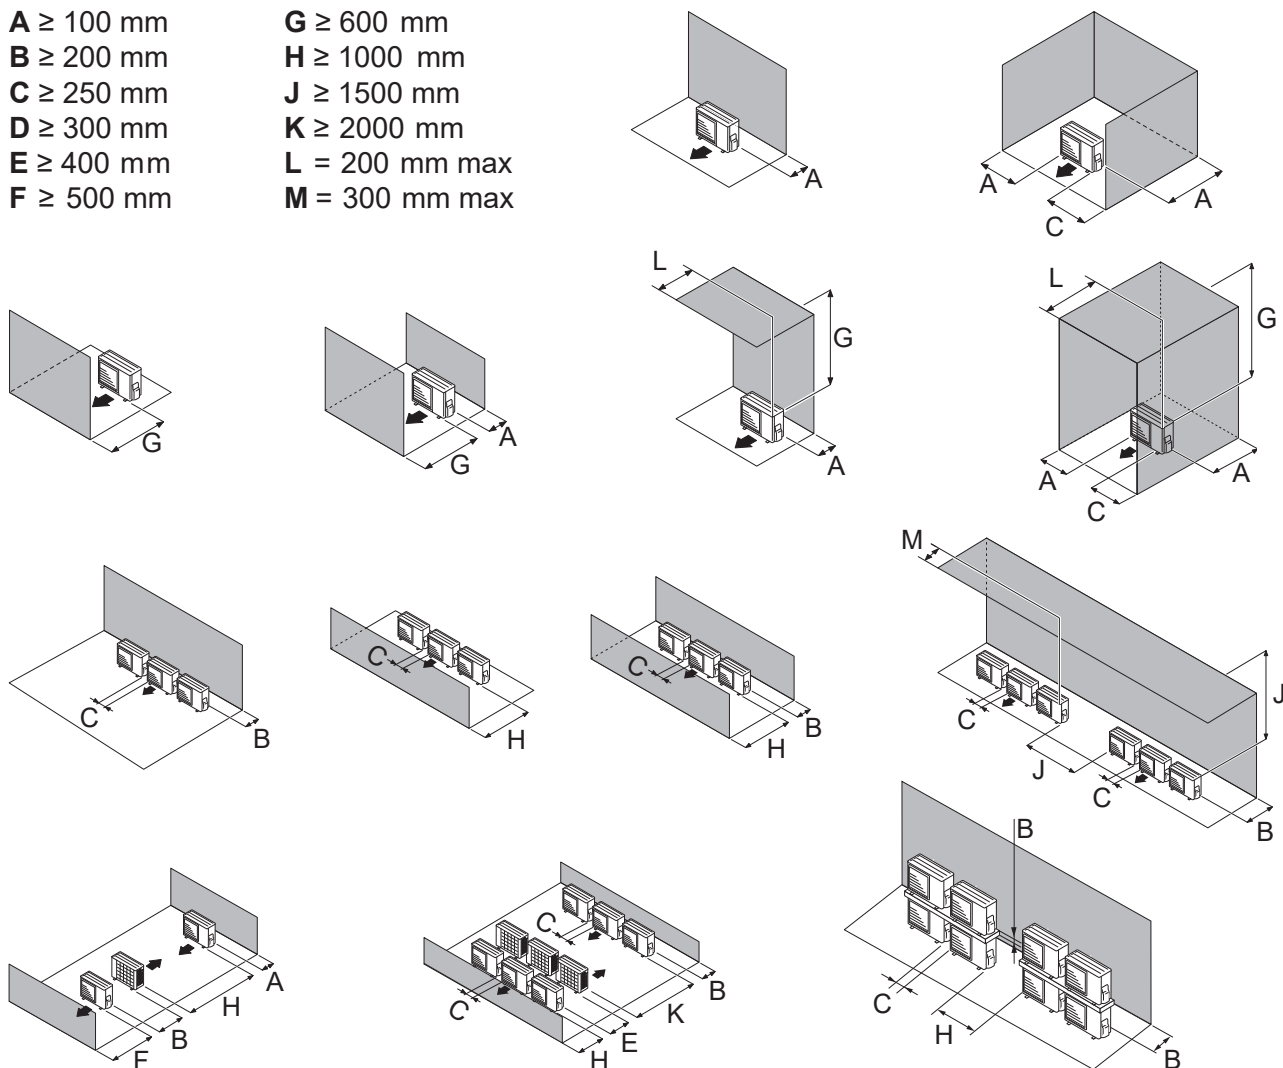 A ≥ 100 mm
B ≥ 200 mm
C ≥ 250 mm
D ≥ 300 mm
E ≥ 400 mm
F ≥ 500 mm
G ≥ 600 mm
H ≥ 1000 mm
J ≥ 1500 mm
K ≥ 2000 mm
L = 200 mm max
M = 300 mm max
A
A
C
A
G
G
A
L
G
A
L
G
A
C
A
C
B
C
H
C
H
B
M
J
C
J
C
B
F
B
H
A
C
C
H
E
K
B
B
C
H
B